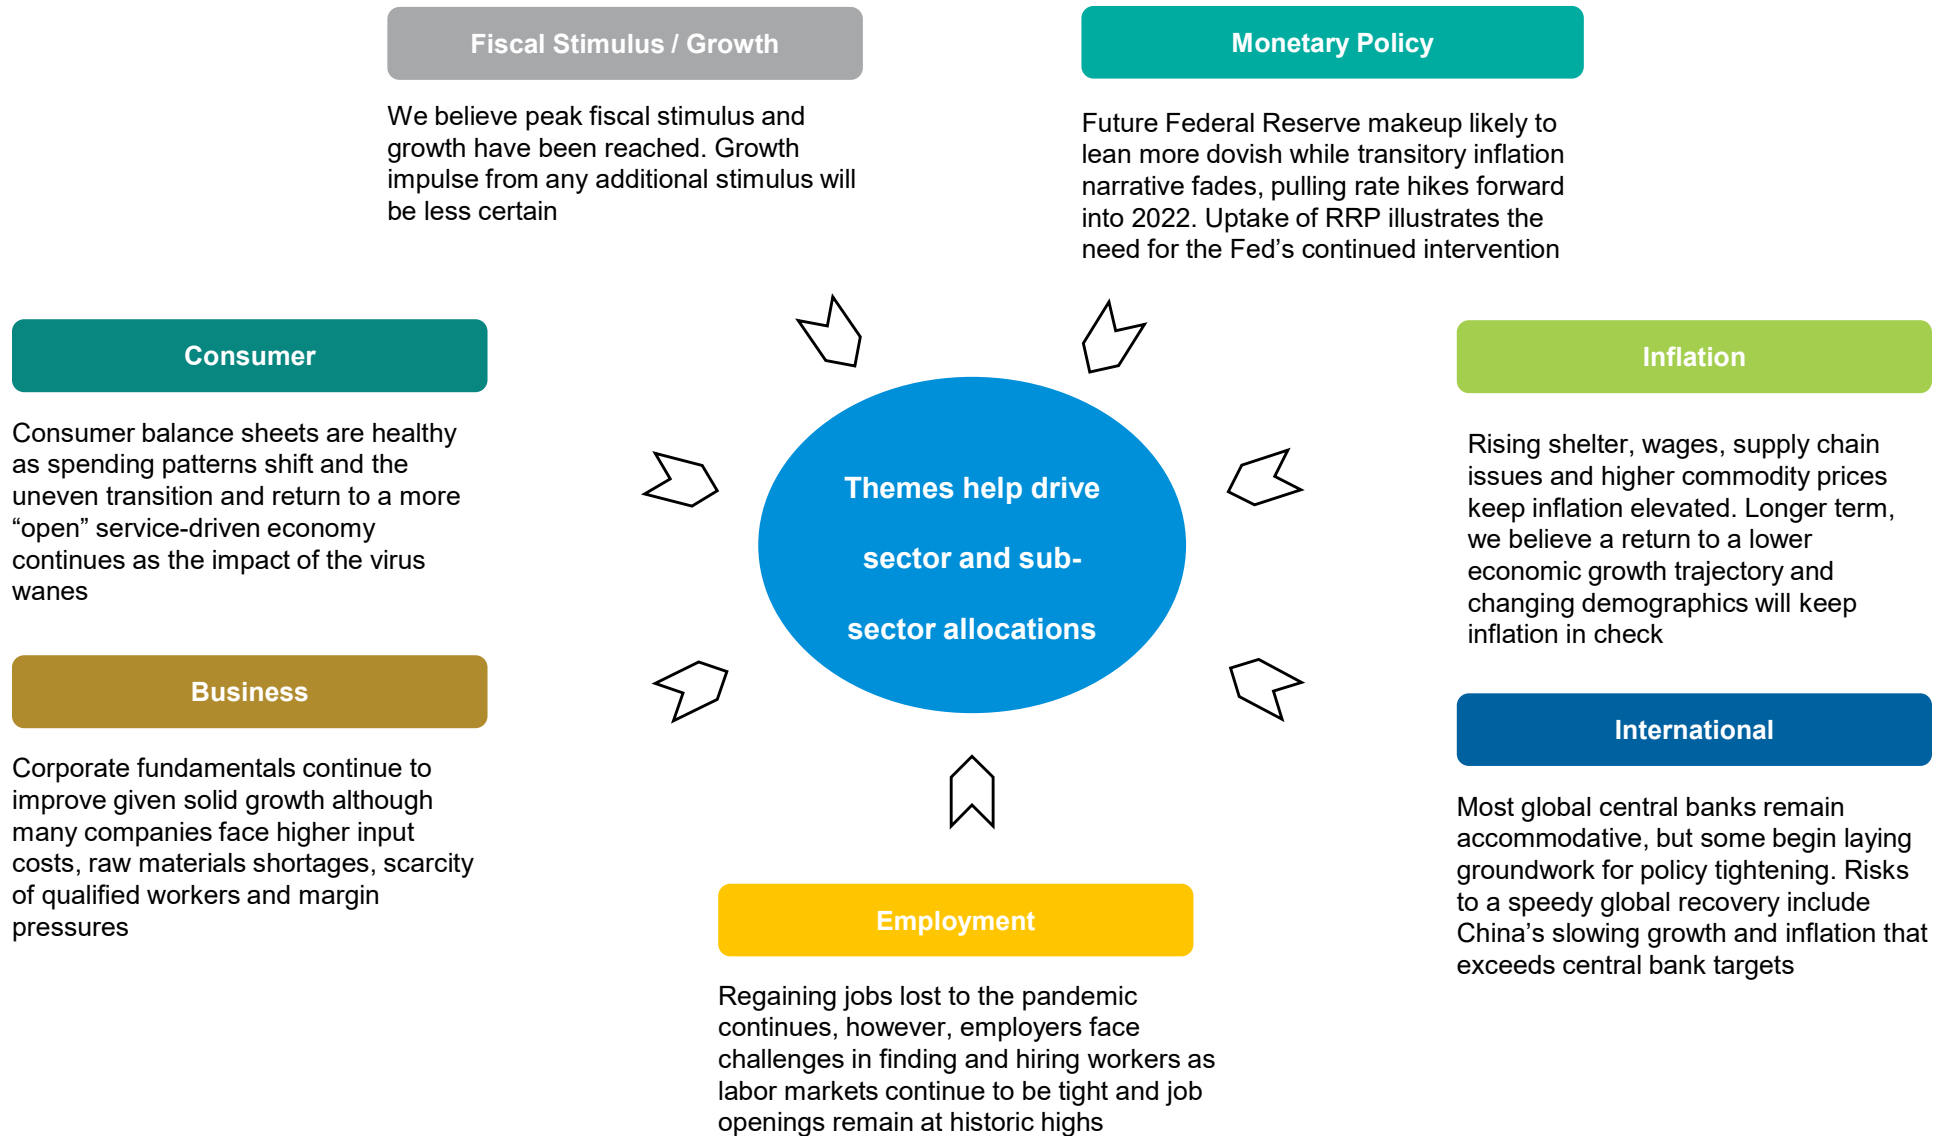 Fiscal Stimulus / Growth
We believe peak fiscal stimulus and
growth have been reached. Growth
impulse from any additional stimulus will
be less certain
Monetary Policy
Future Federal Reserve makeup likely to
lean more dovish while transitory inflation
narrative fades, pulling rate hikes forward
into 2022. Uptake of RRP illustrates the
need for the Fed’s continued intervention
Consumer
Consumer balance sheets are healthy
as spending patterns shift and the
uneven transition and return to a more
“open” service-driven economy
continues as the impact of the virus
wanes
Themes help drive
sector and sub-
sector allocations
Inflation
Rising shelter, wages, supply chain
issues and higher commodity prices
keep inflation elevated. Longer term,
we believe a return to a lower
economic growth trajectory and
changing demographics will keep
inflation in check
Business
Corporate fundamentals continue to
improve given solid growth although
many companies face higher input
costs, raw materials shortages, scarcity
of qualified workers and margin
pressures
International
Most global central banks remain
accommodative, but some begin laying
groundwork for policy tightening. Risks
to a speedy global recovery include
China’s slowing growth and inflation that
exceeds central bank targets
Employment
Regaining jobs lost to the pandemic
continues, however, employers face
challenges in finding and hiring workers as
labor markets continue to be tight and job
openings remain at historic highs